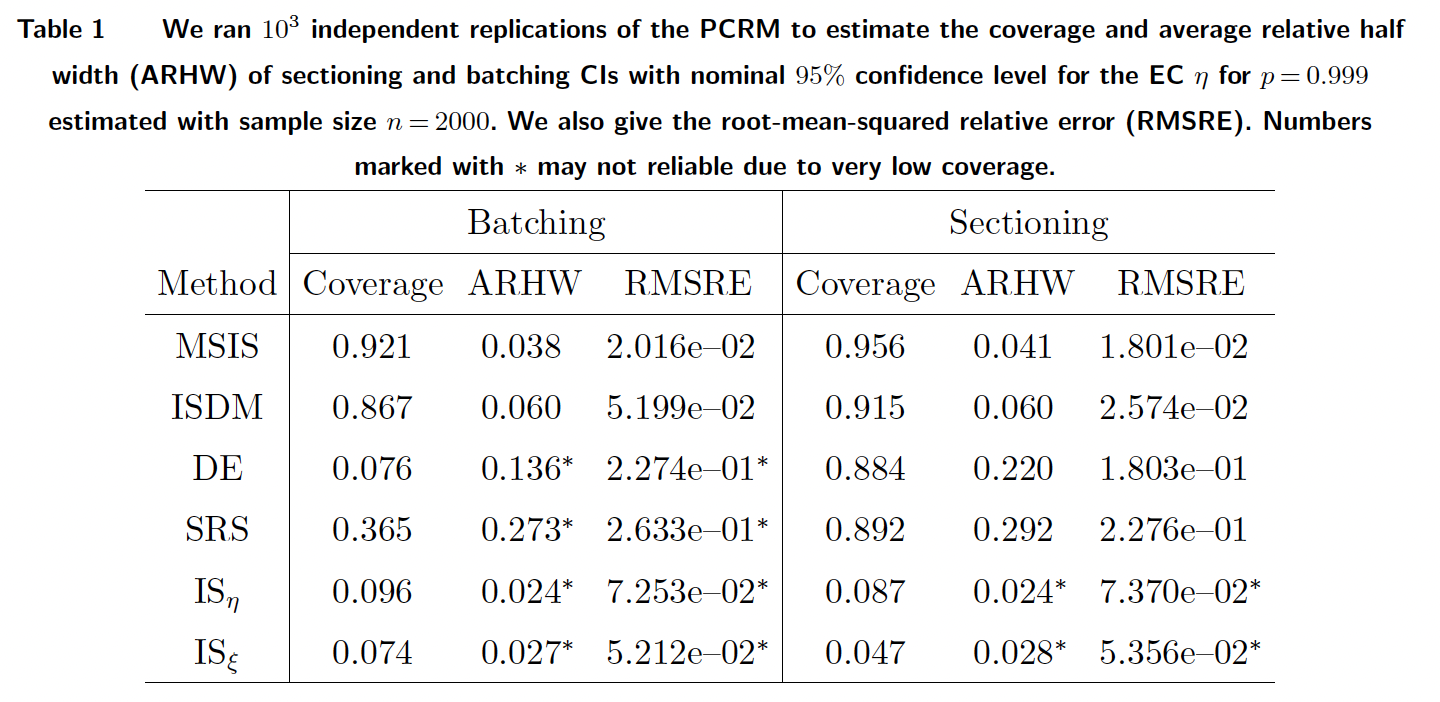 Table 1 We ran 10³ independent replications of the PCRM to estimate the coverage and average relative half
width (ARHW) of sectioning and batching CIs with nominal 95% confidence level for the EC η for p = 0.999
estimated with sample size n = 2000. We also give the root-mean-squared relative error (RMSRE). Numbers
marked with * may not reliable due to very low coverage.
Batching Sectioning
Method Coverage ARHW RMSRE Coverage ARHW RMSRE
MSIS 0.921 0.038 2.016e–02 0.956 0.041 1.801e–02
ISDM 0.867 0.060 5.199e–02 0.915 0.060 2.574e–02
DE 0.076 0.136* 2.274e–01* 0.884 0.220 1.803e–01
SRS 0.365 0.273* 2.633e–01* 0.892 0.292 2.276e–01
IS_η 0.096 0.024* 7.253e–02* 0.087 0.024* 7.370e–02*
IS_ξ 0.074 0.027* 5.212e–02* 0.047 0.028* 5.356e–02*